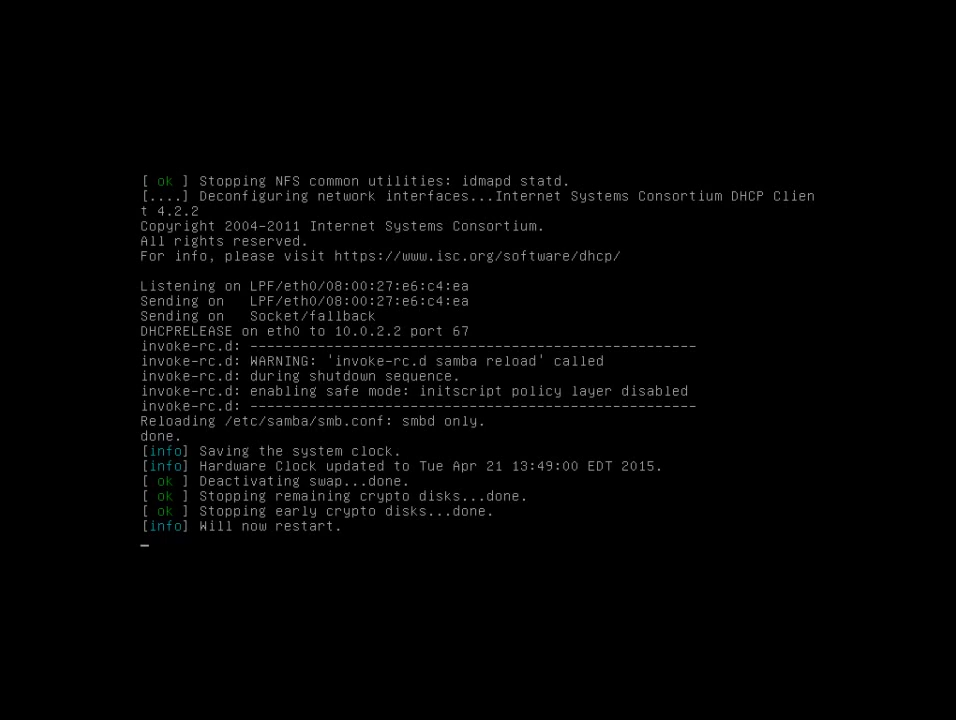 [ ok ] Stopping NFS common utilities: idmapd statd.
[....] Deconfiguring network interfaces...Internet Systems Consortium DHCP Clien
t 4.2.2
Copyright 2004-2011 Internet Systems Consortium.
All rights reserved.
For info, please visit https://www.isc.org/software/dhcp/
Listening on LPF/eth0/08:00:27:e6:c4:ea
Sending on   LPF/eth0/08:00:27:e6:c4:ea
Sending on   Socket/fallback
DHCPRELEASE on eth0 to 10.0.2.2 port 67
invoke-rc.d: -----------------------------------------------------
invoke-rc.d: WARNING: 'invoke-rc.d samba reload' called
invoke-rc.d: during shutdown sequence.
invoke-rc.d: enabling safe mode: initscript policy layer disabled
invoke-rc.d: -----------------------------------------------------
Reloading /etc/samba/smb.conf: smbd only.
done.
[info] Saving the system clock.
[info] Hardware Clock updated to Tue Apr 21 13:49:00 EDT 2015.
[ ok ] Deactivating swap...done.
[ ok ] Stopping remaining crypto disks...done.
[ ok ] Stopping early crypto disks...done.
[info] Will now restart.